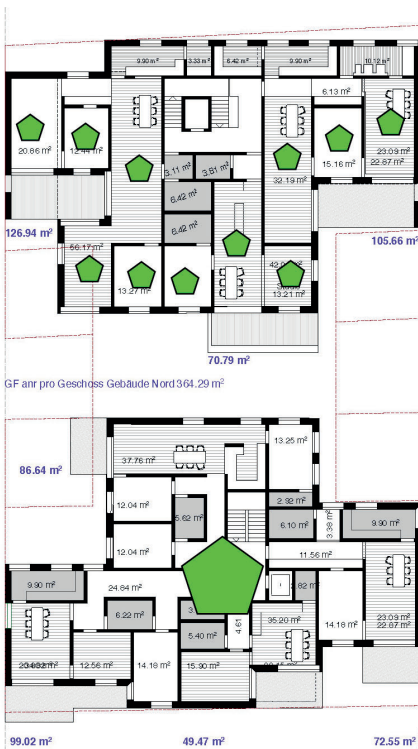 9.90 m²
3.33 m²
6.42 m²
9.90 m²
10.12 m²
6.13 m²
20.86 m²
12.44 m²
15.16 m²
23.09 m²
22.87 m²
3.11 m²
3.81 m²
32.19 m²
6.42 m²
6.42 m²
126.94 m²
105.66 m²
56.17 m²
13.27 m²
13.21 m²
70.79 m²
GF anr pro Geschoss Gebäude Nord 364.29 m²
86.64 m²
37.76 m²
13.25 m²
12.04 m²
5.62 m²
2.92 m²
6.10 m²
3.38 m²
9.90 m²
12.04 m²
11.56 m²
9.90 m²
24.64 m²
6.22 m²
5.40 m²
4.61
35.20 m²
14.18 m²
23.09 m²
22.87 m²
12.56 m²
14.18 m²
15.90 m²
99.02 m²
49.47 m²
72.55 m²